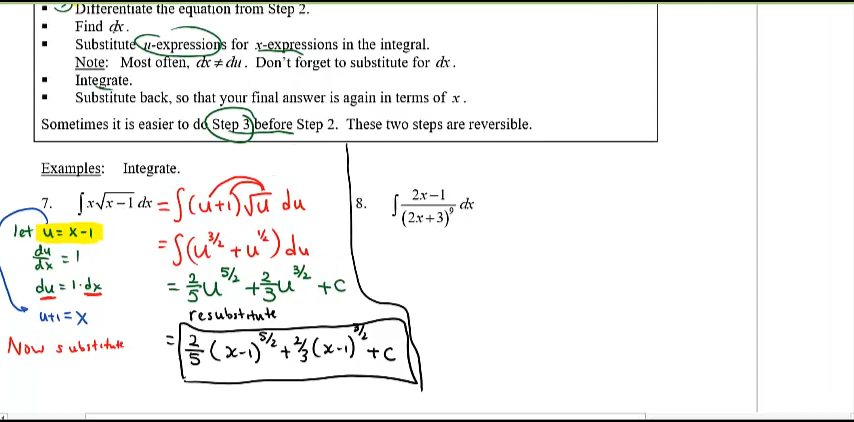 Differentiate the equation from Step 2.
Find dx.
Substitute u-expressions for x-expressions in the integral.
Note: Most often, dx ≠ du. Don't forget to substitute for dx.
Integrate.
Substitute back, so that your final answer is again in terms of x.
Sometimes it is easier to do Step 3 before Step 2. These two steps are reversible.
Examples: Integrate.
7. ∫x√(x-1) dx = ∫(u+1)√u du
let u = x-1
du/dx = 1
du = 1·dx
u+1 = x
Now substitute
= ∫(u^(3/2) + u^(1/2)) du
= 2/5 u^(5/2) + 2/3 u^(3/2) + C
resubstitute
= 2/5 (x-1)^(5/2) + 2/3 (x-1)^(3/2) + C
8. ∫ (2x-1)/(2x+3)^9 dx